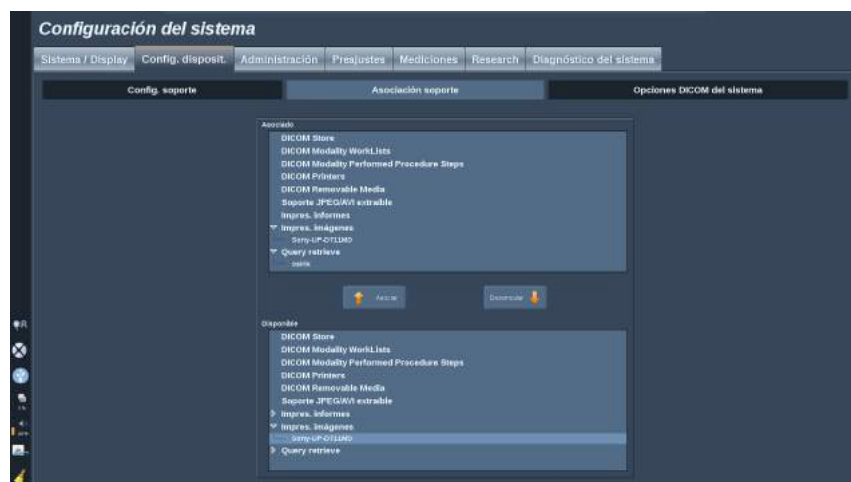 Configuración del sistema
Sistema / Display Config. disposit. Administración Preajustes Mediciones Research Diagnóstico del sistema
Config. soporte Asociación soporte Opciones DICOM del sistema
Asociado
DICOM Store
DICOM Modality WorkLists
DICOM Modality Performed Procedure Steps
DICOM Printers
DICOM Removable Media
Soporte JPEG/AVI extraíble
Impres. informes
Impres. imágenes
Sony-UP-D711MD
Query retrieve
Disponible
DICOM Store
DICOM Modality WorkLists
DICOM Modality Performed Procedure Steps
DICOM Printers
DICOM Removable Media
Soporte JPEG/AVI extraíble
Impres. informes
Impres. imágenes
Sony-UP-D711MD
Query retrieve